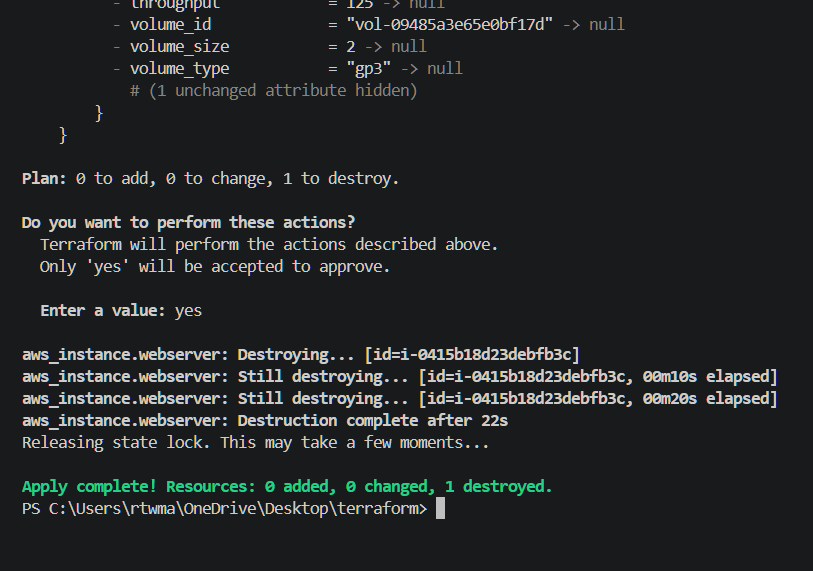 - throughput = 125 -> null
- volume_id = "vol-09485a3e65e0bf17d" -> null
- volume_size = 2 -> null
- volume_type = "gp3" -> null
# (1 unchanged attribute hidden)
}
}
Plan: 0 to add, 0 to change, 1 to destroy.
Do you want to perform these actions?
Terraform will perform the actions described above.
Only 'yes' will be accepted to approve.
Enter a value: yes
aws_instance.webserver: Destroying... [id=i-0415b18d23debfb3c]
aws_instance.webserver: Still destroying... [id=i-0415b18d23debfb3c, 00m10s elapsed]
aws_instance.webserver: Still destroying... [id=i-0415b18d23debfb3c, 00m20s elapsed]
aws_instance.webserver: Destruction complete after 22s
Releasing state lock. This may take a few moments...
Apply complete! Resources: 0 added, 0 changed, 1 destroyed.
PS C:\Users\rtwma\OneDrive\Desktop\terraform>